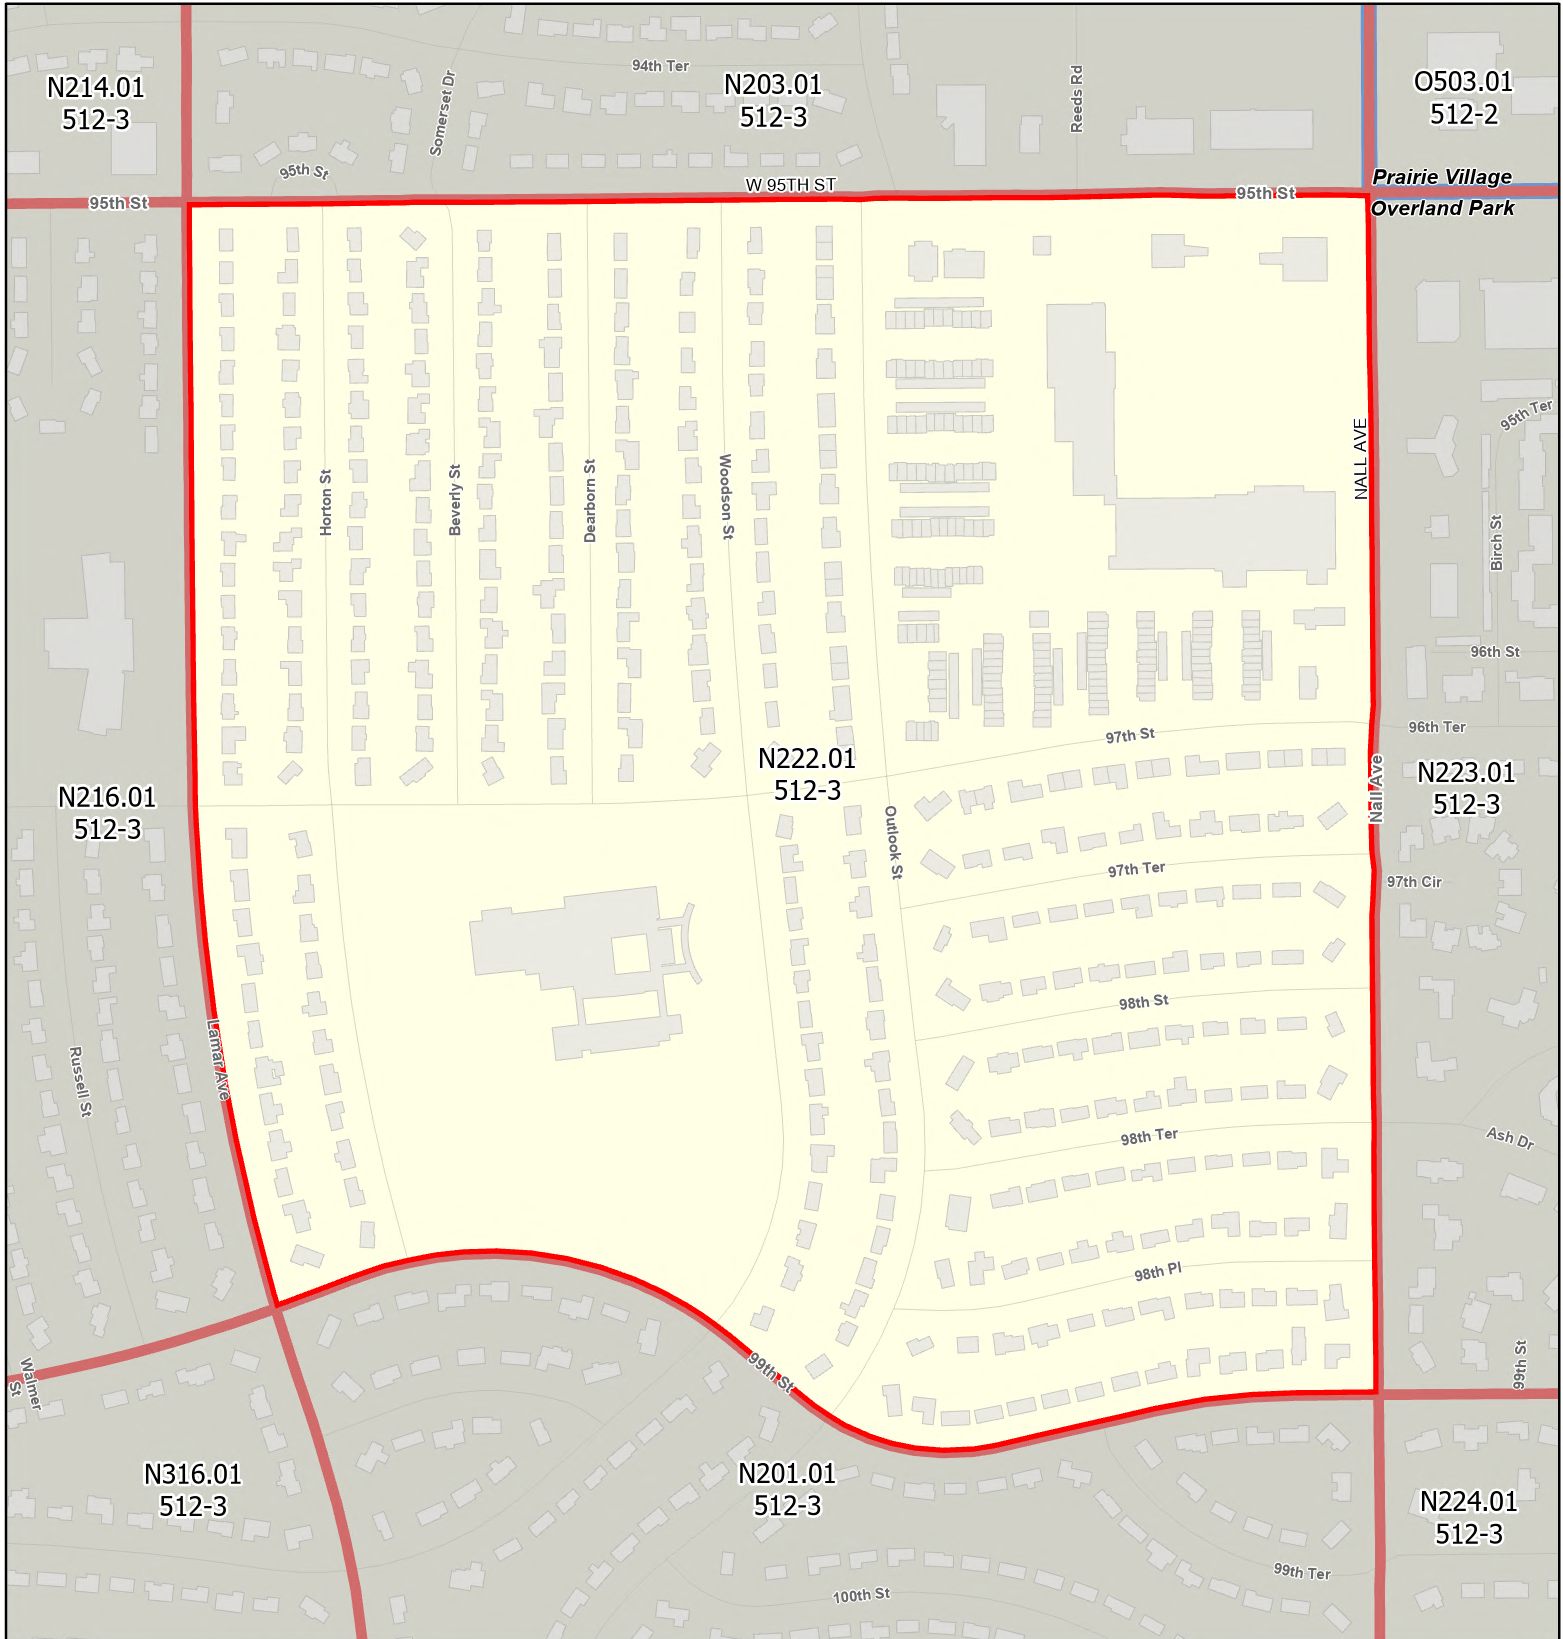 94th Ter
N214.01
512-3
Somerset Dr
N203.01
512-3
Reeds Rd
O503.01
512-2
95th St
W 95TH ST
95th St
95th St
Prairie Village
Overland Park
95th Ter
NALL AVE
Horton St
Beverly St
Dearborn St
Woodson St
Birch St
96th St
96th Ter
97th St
N222.01
512-3
N216.01
512-3
Nall Ave
N223.01
512-3
Outlook St
97th Ter
97th Cir
98th St
Lamar Ave
Russell St
98th Ter
Ash Dr
98th Pl
99th St
99th St
Walmer
St
N316.01
512-3
N201.01
512-3
N224.01
512-3
99th Ter
100th St